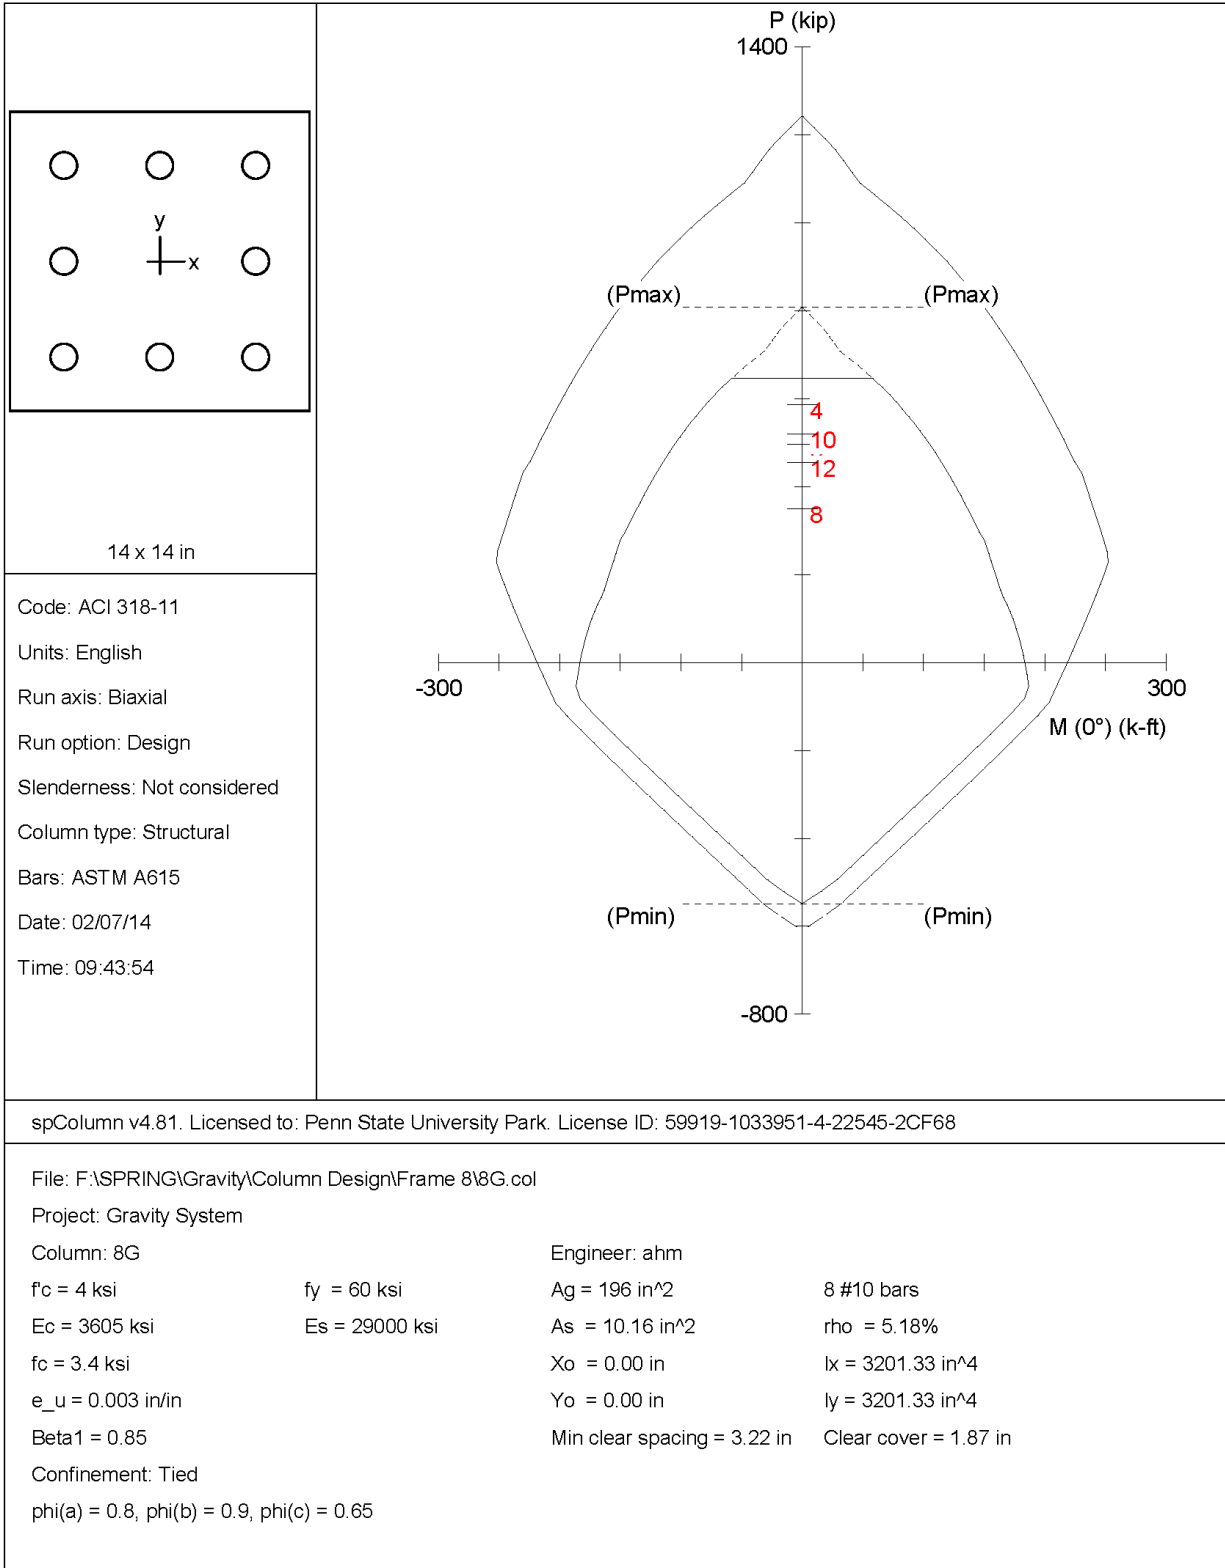 P (kip)
1400
y
x
(Pmax)
(Pmax)
4
10
12
8
14 x 14 in
Code: ACI 318-11
Units: English
Run axis: Biaxial
Run option: Design
Slenderness: Not considered
Column type: Structural
Bars: ASTM A615
Date: 02/07/14
Time: 09:43:54
-300
300
M (0°) (k-ft)
(Pmin)
(Pmin)
-800
spColumn v4.81. Licensed to: Penn State University Park. License ID: 59919-1033951-4-22545-2CF68
File: F:\SPRING\Gravity\Column Design\Frame 8\8G.col
Project: Gravity System
Column: 8G Engineer: ahm
f'c = 4 ksi fy = 60 ksi Ag = 196 in^2 8 #10 bars
Ec = 3605 ksi Es = 29000 ksi As = 10.16 in^2 rho = 5.18%
fc = 3.4 ksi Xo = 0.00 in Ix = 3201.33 in^4
e_u = 0.003 in/in Yo = 0.00 in Iy = 3201.33 in^4
Beta1 = 0.85 Min clear spacing = 3.22 in Clear cover = 1.87 in
Confinement: Tied
phi(a) = 0.8, phi(b) = 0.9, phi(c) = 0.65